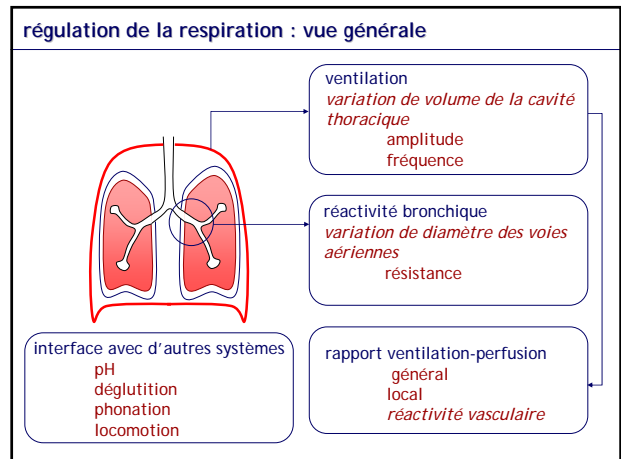 régulation de la respiration : vue générale
ventilation
variation de volume de la cavité
thoracique
amplitude
fréquence
réactivité bronchique
variation de diamètre des voies
aériennes
résistance
interface avec d'autres systèmes
pH
déglutition
phonation
locomotion
rapport ventilation-perfusion
général
local
réactivité vasculaire